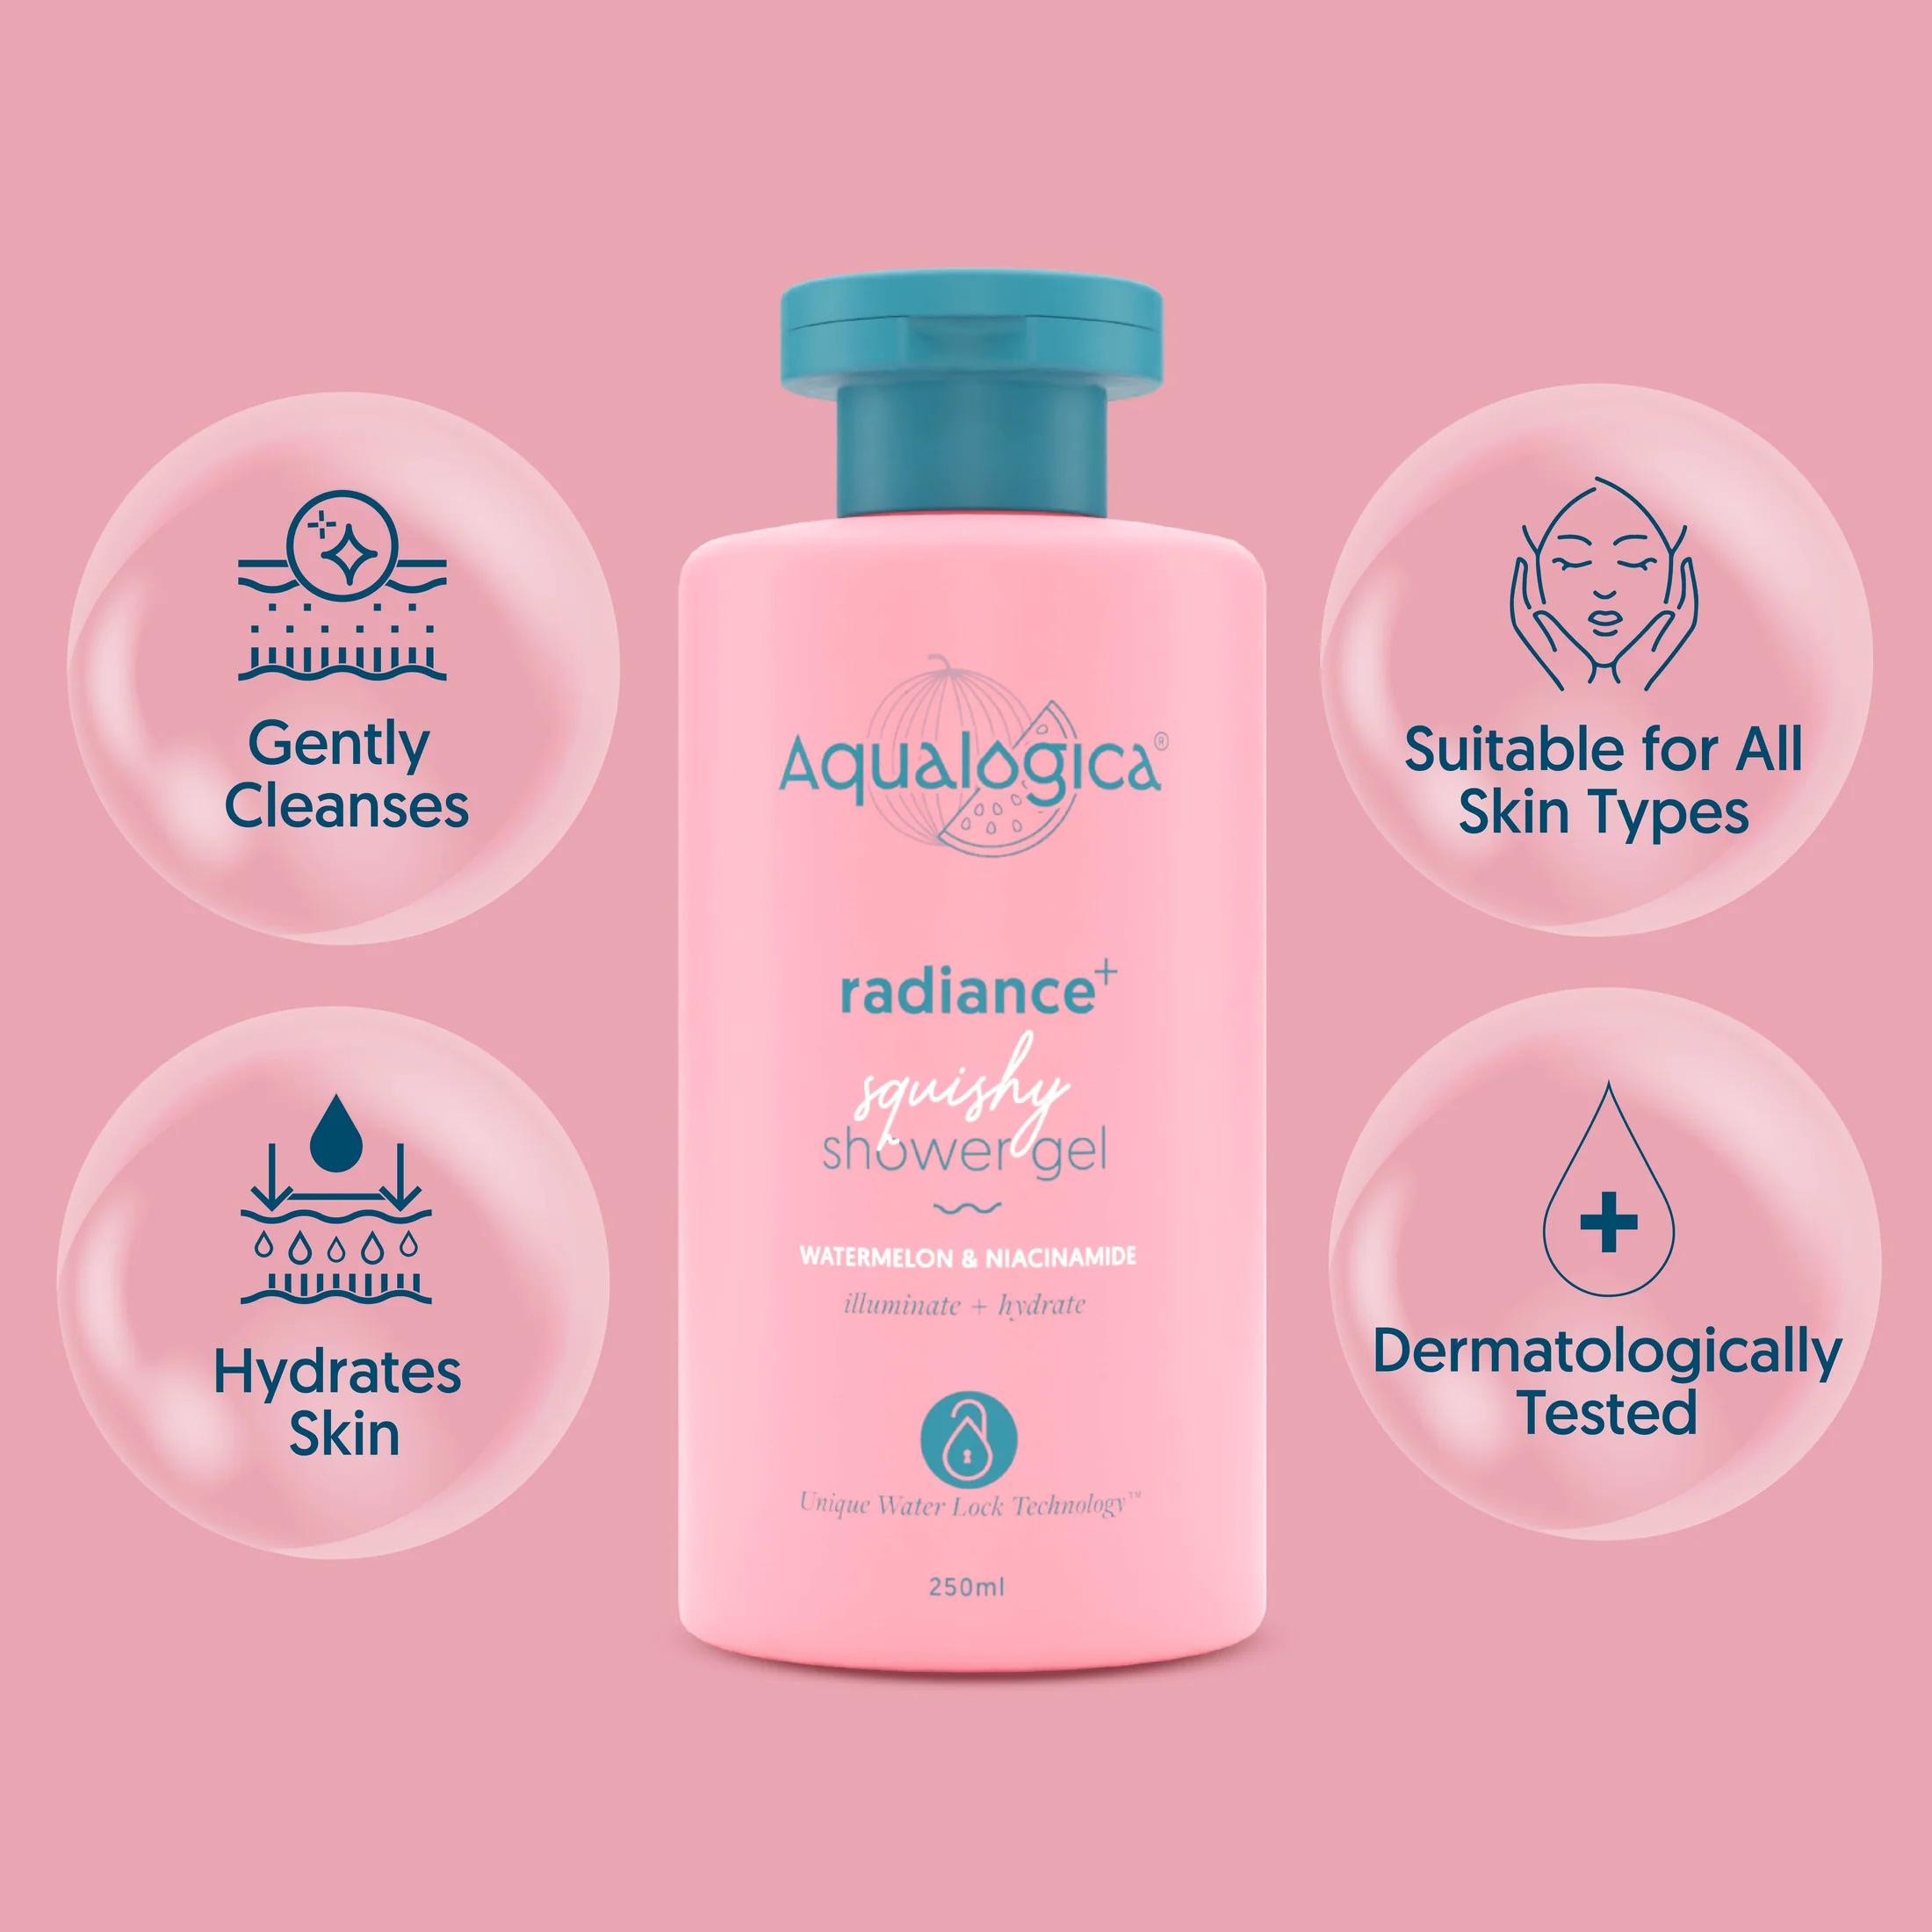 Gently
Cleanses
Hydrates
Skin
Aqualogica®
radiance+
squishy
shower gel
WATERMELON & NIACINAMIDE
illuminate + hydrate
Unique Water Lock Technology™
250ml
Suitable for All
Skin Types
Dermatologically
Tested